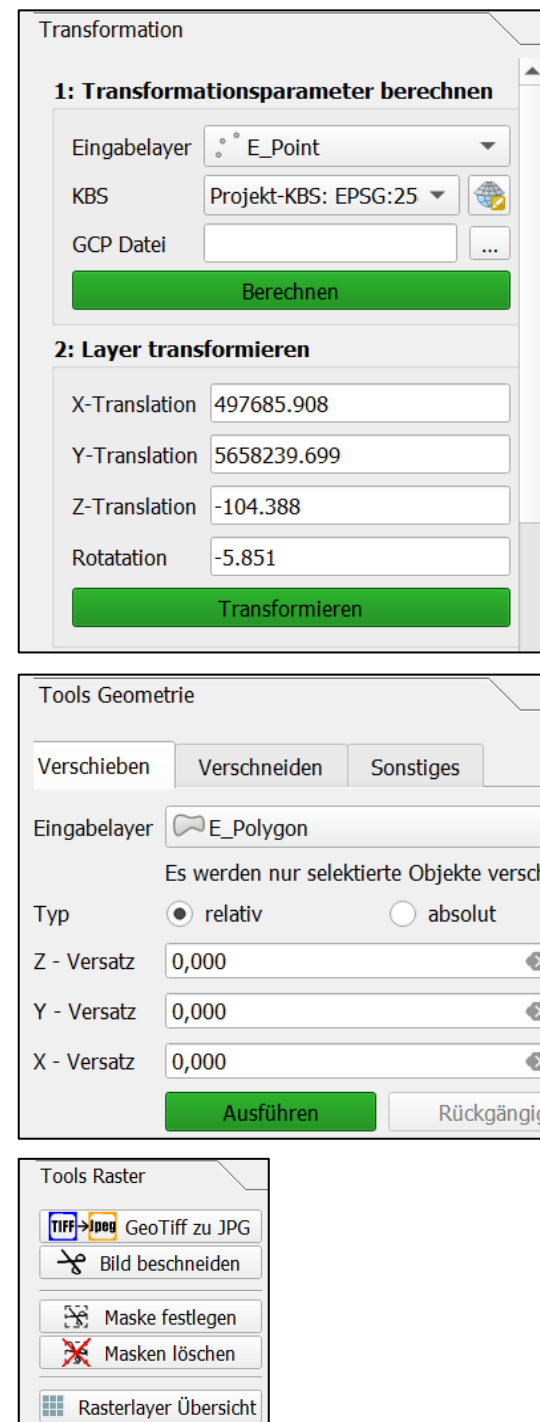 Transformation
1: Transformationsparameter berechnen
Eingabelayer E_Point
KBS Projekt-KBS: EPSG:25
GCP Datei ...
Berechnen
2: Layer transformieren
X-Translation 497685.908
Y-Translation 5658239.699
Z-Translation -104.388
Rotatation -5.851
Transformieren
Tools Geometrie
Verschieben Verschneiden Sonstiges
Eingabelayer E_Polygon
Es werden nur selektierte Objekte versch
Typ relativ absolut
Z - Versatz 0,000
Y - Versatz 0,000
X - Versatz 0,000
Ausführen Rückgängig
Tools Raster
TIFF Jpeg GeoTiff zu JPG
Bild beschneiden
Maske festlegen
Masken löschen
Rasterlayer Übersicht